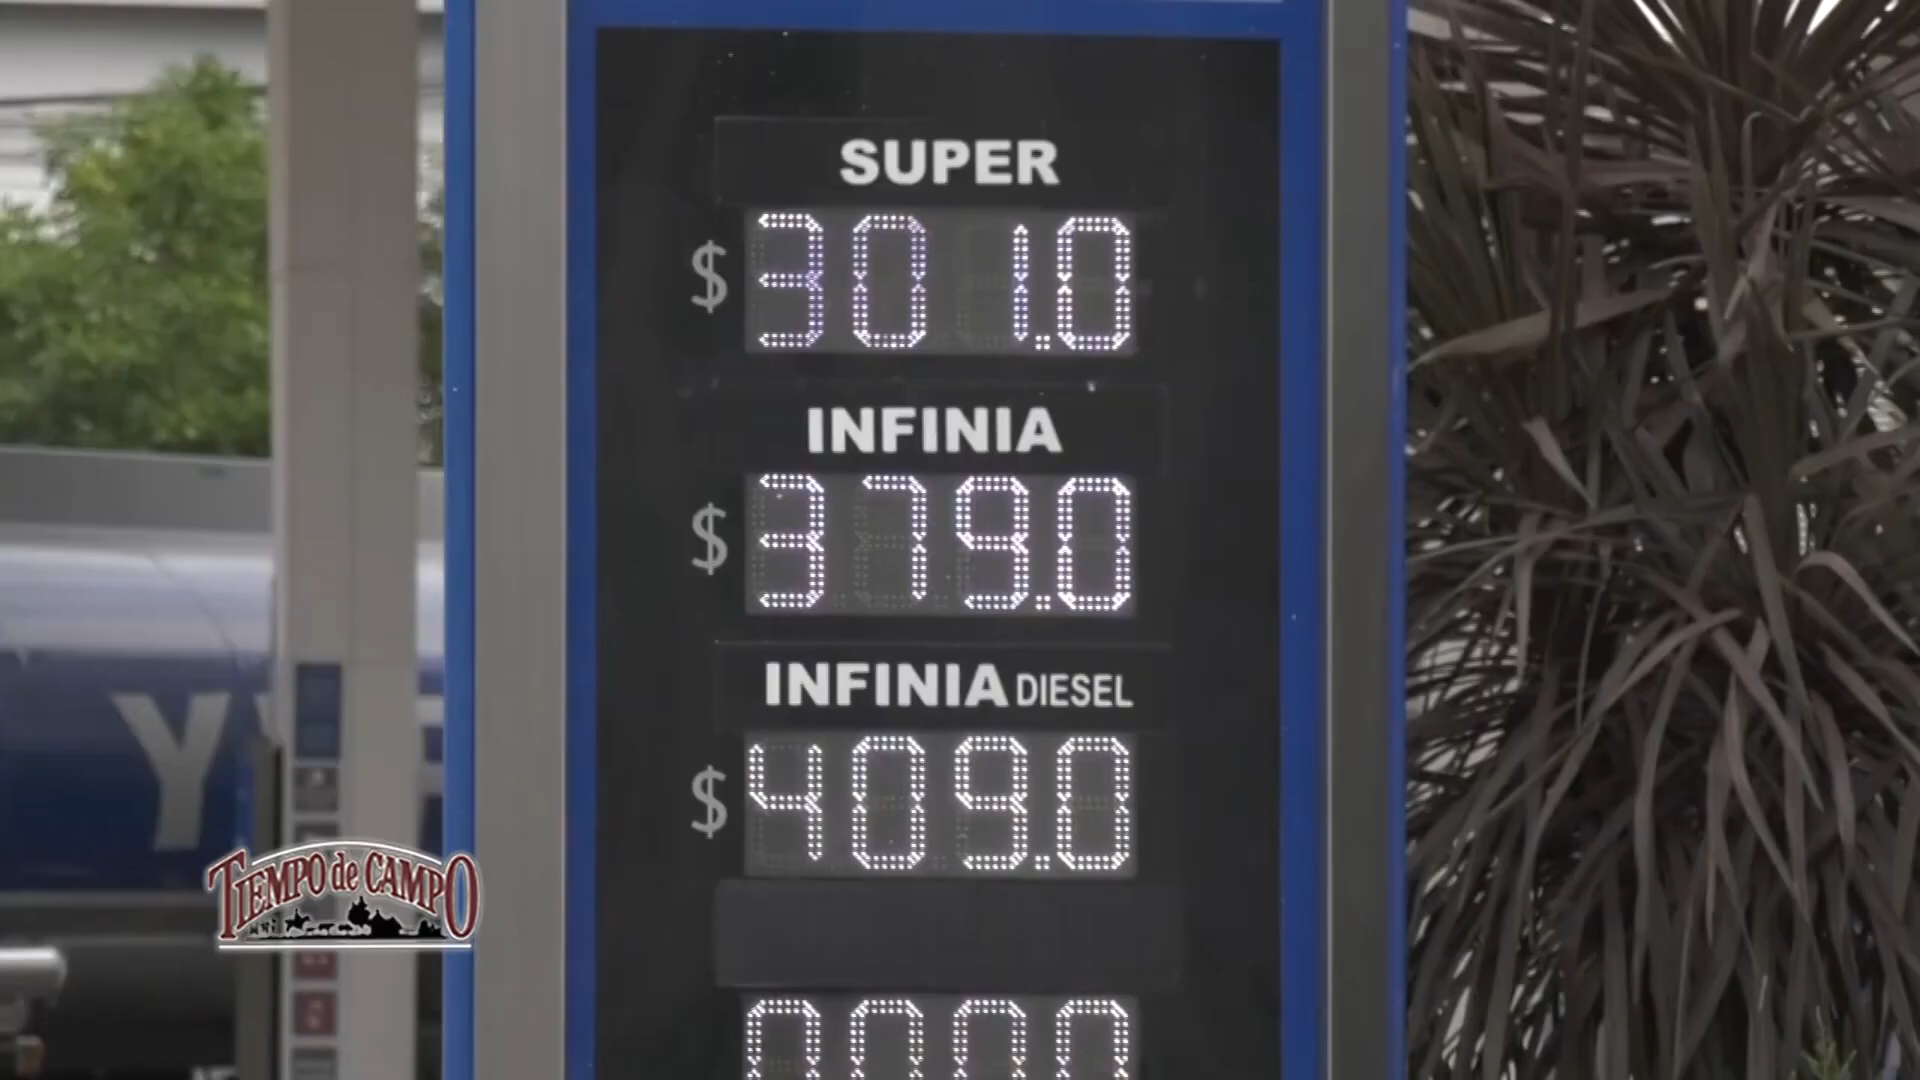 SUPER
$ 301.0
INFINIA
$ 379.0
INFINIA DIESEL
$ 409.0
Y
TIEMPO de CAMPO